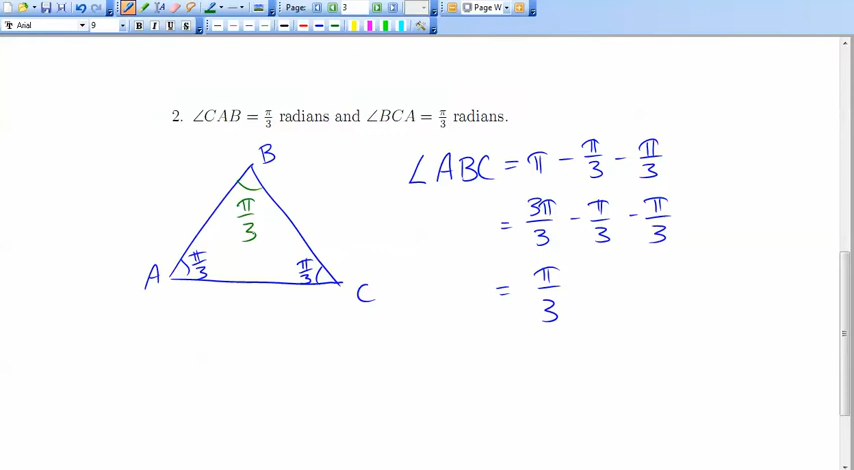 Page: 3 Page W
Arial 9 B I U S
2. ∠CAB = π/3 radians and ∠BCA = π/3 radians.
B
∠ABC = π − π/3 − π/3
π/3
= 3π/3 − π/3 − π/3
A π/3 π/3 C
= π/3